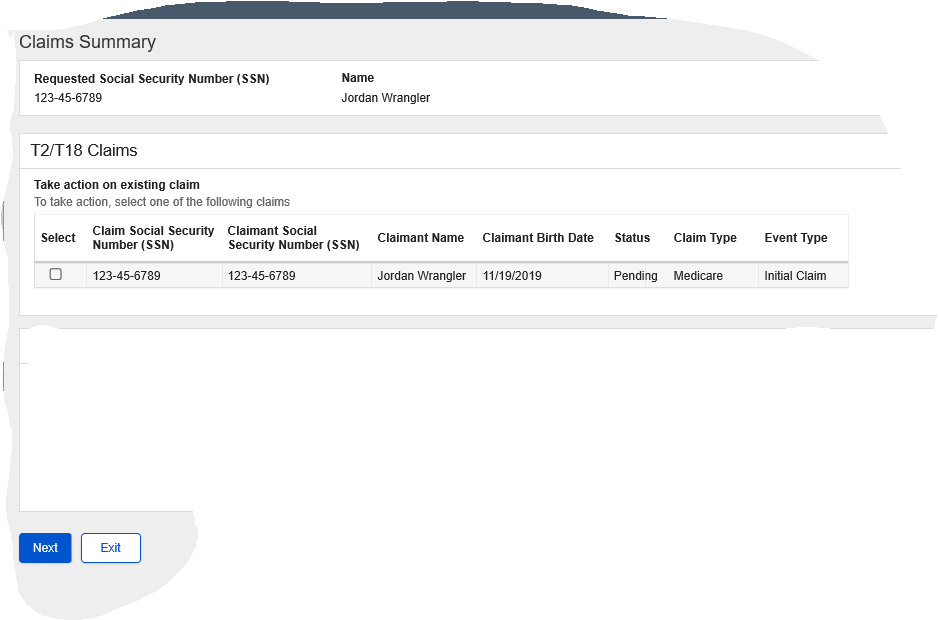 Claims Summary
Requested Social Security Number (SSN) Name
123-45-6789 Jordan Wrangler
T2/T18 Claims
Take action on existing claim
To take action, select one of the following claims
Select Claim Social Security Number (SSN) Claimant Social Security Number (SSN) Claimant Name Claimant Birth Date Status Claim Type Event Type
123-45-6789 123-45-6789 Jordan Wrangler 11/19/2019 Pending Medicare Initial Claim
Next Exit